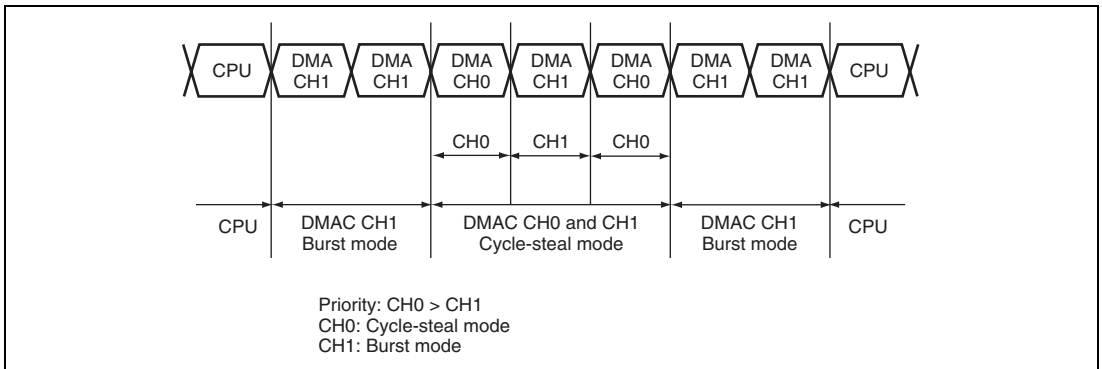 CPU
DMA
CH1
DMA
CH1
DMA
CH0
DMA
CH1
DMA
CH0
DMA
CH1
DMA
CH1
CPU
CH0
CH1
CH0
CPU
DMAC CH1
Burst mode
DMAC CH0 and CH1
Cycle-steal mode
DMAC CH1
Burst mode
CPU
Priority: CH0 > CH1
CH0: Cycle-steal mode
CH1: Burst mode